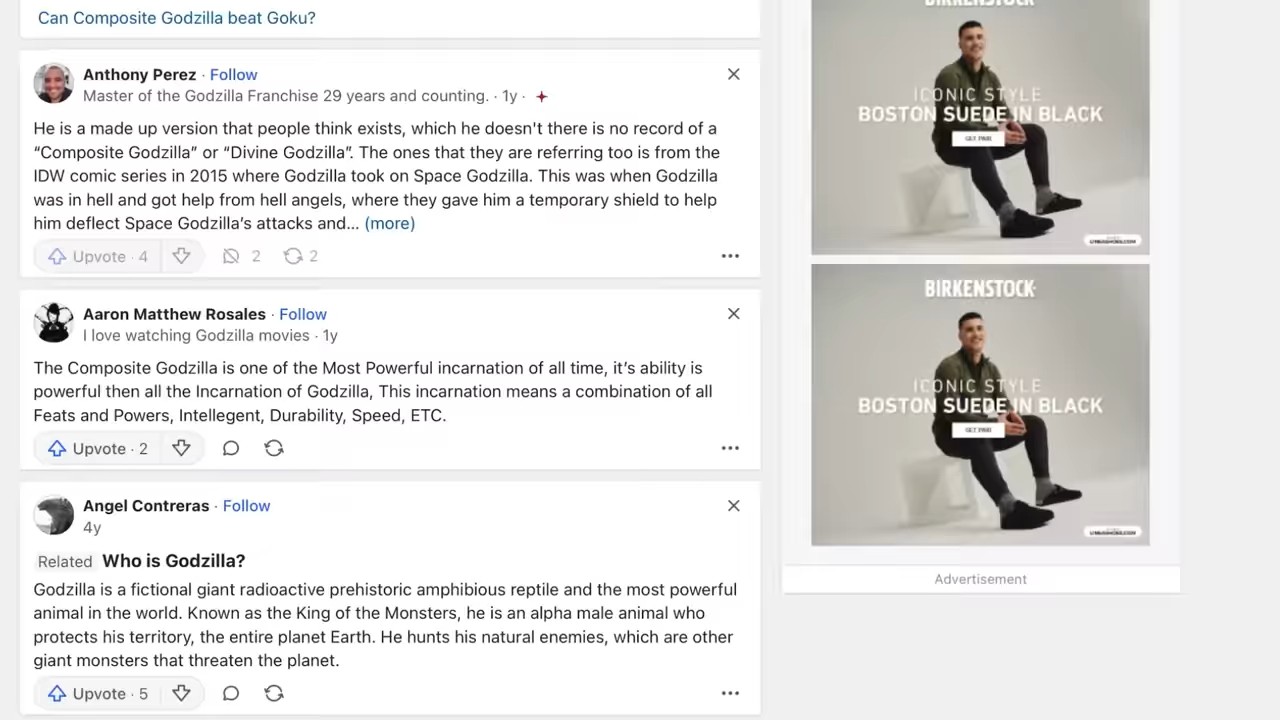 Can Composite Godzilla beat Goku?
Anthony Perez · Follow
Master of the Godzilla Franchise 29 years and counting. · 1y ·
He is a made up version that people think exists, which he doesn't there is no record of a
“Composite Godzilla” or “Divine Godzilla”. The ones that they are referring too is from the
IDW comic series in 2015 where Godzilla took on Space Godzilla. This was when Godzilla
was in hell and got help from hell angels, where they gave him a temporary shield to help
him deflect Space Godzilla’s attacks and... (more)
Upvote · 4
2
2
Aaron Matthew Rosales · Follow
I love watching Godzilla movies · 1y
The Composite Godzilla is one of the Most Powerful incarnation of all time, it’s ability is
powerful then all the Incarnation of Godzilla, This incarnation means a combination of all
Feats and Powers, Intellegent, Durability, Speed, ETC.
Upvote · 2
Angel Contreras · Follow
4y
Related Who is Godzilla?
Godzilla is a fictional giant radioactive prehistoric amphibious reptile and the most powerful
animal in the world. Known as the King of the Monsters, he is an alpha male animal who
protects his territory, the entire planet Earth. He hunts his natural enemies, which are other
giant monsters that threaten the planet.
Upvote · 5
BIRKENSTOCK
ICONIC STYLE
BOSTON SUEDE IN BLACK
BIRKENSTOCK
ICONIC STYLE
BOSTON SUEDE IN BLACK
Advertisement